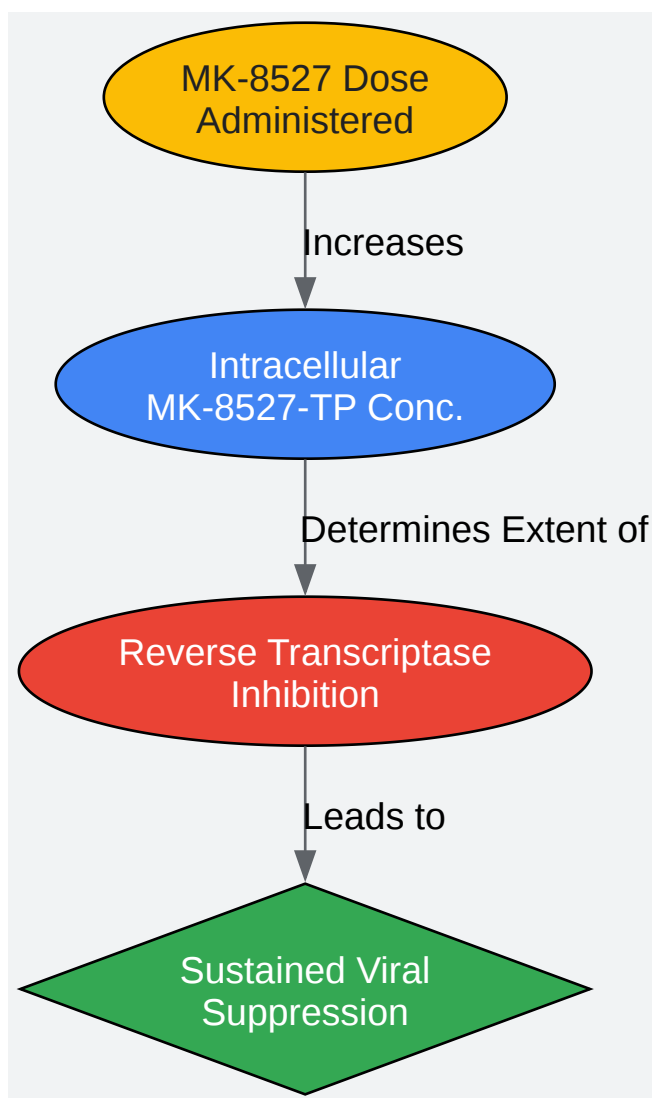 MK-8527 Dose
Administered
Increases
Intracellular
MK-8527-TP Conc.
Determines Extent of
Reverse Transcriptase
Inhibition
Leads to
Sustained Viral
Suppression